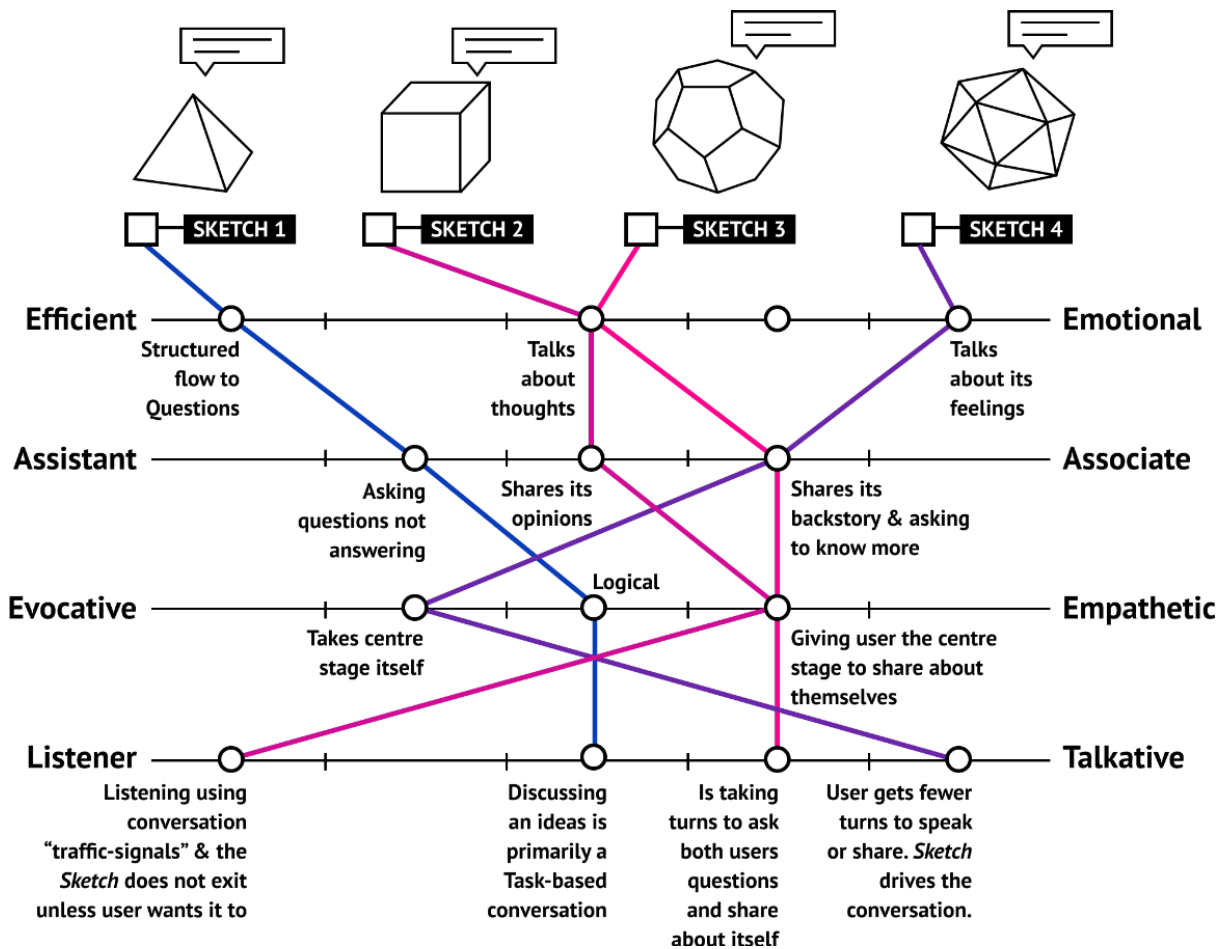 SKETCH 1
SKETCH 2
SKETCH 3
SKETCH 4
Efficient
Emotional
Structured
flow to
Questions
Talks
about
thoughts
Talks
about its
feelings
Assistant
Associate
Asking
questions not
answering
Shares its
opinions
Shares its
backstory & asking
to know more
Logical
Evocative
Empathetic
Takes centre
stage itself
Giving user the centre
stage to share about
themselves
Listener
Talkative
Listening using
conversation
“traffic-signals” & the
Sketch does not exit
unless user wants it to
Discussing
an ideas is
primarily a
Task-based
conversation
Is taking
turns to ask
both users
questions
and share
about itself
User gets fewer
turns to speak
or share. Sketch
drives the
conversation.